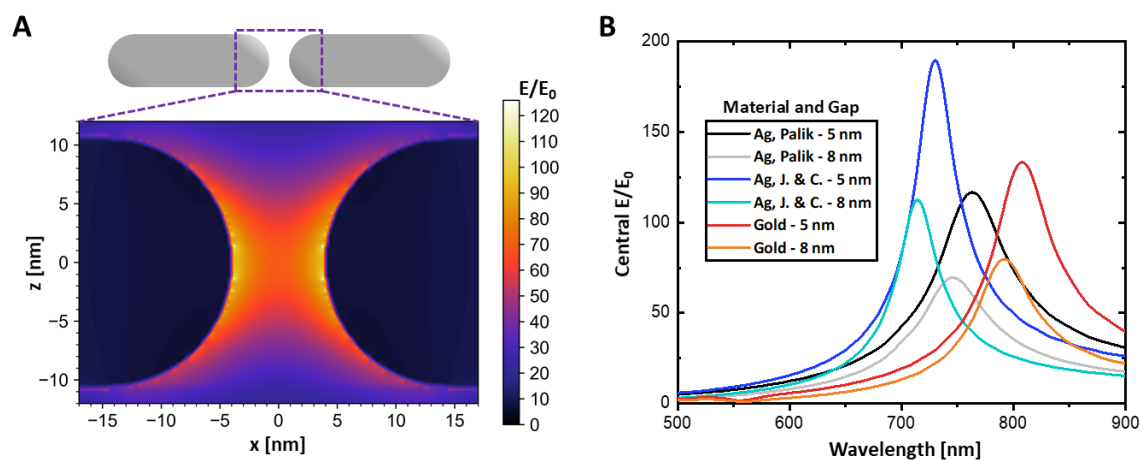 A
E/E₀
10
5
0
−5
−10
−15
−10
−5
0
5
10
15
z [nm]
x [nm]
120
110
100
90
80
70
60
50
40
30
20
10
0
B
200
150
100
50
0
500
600
700
800
900
Central E/E₀
Wavelength [nm]
Material and Gap
Ag, Palik - 5 nm
Ag, Palik - 8 nm
Ag, J. & C. - 5 nm
Ag, J. & C. - 8 nm
Gold - 5 nm
Gold - 8 nm